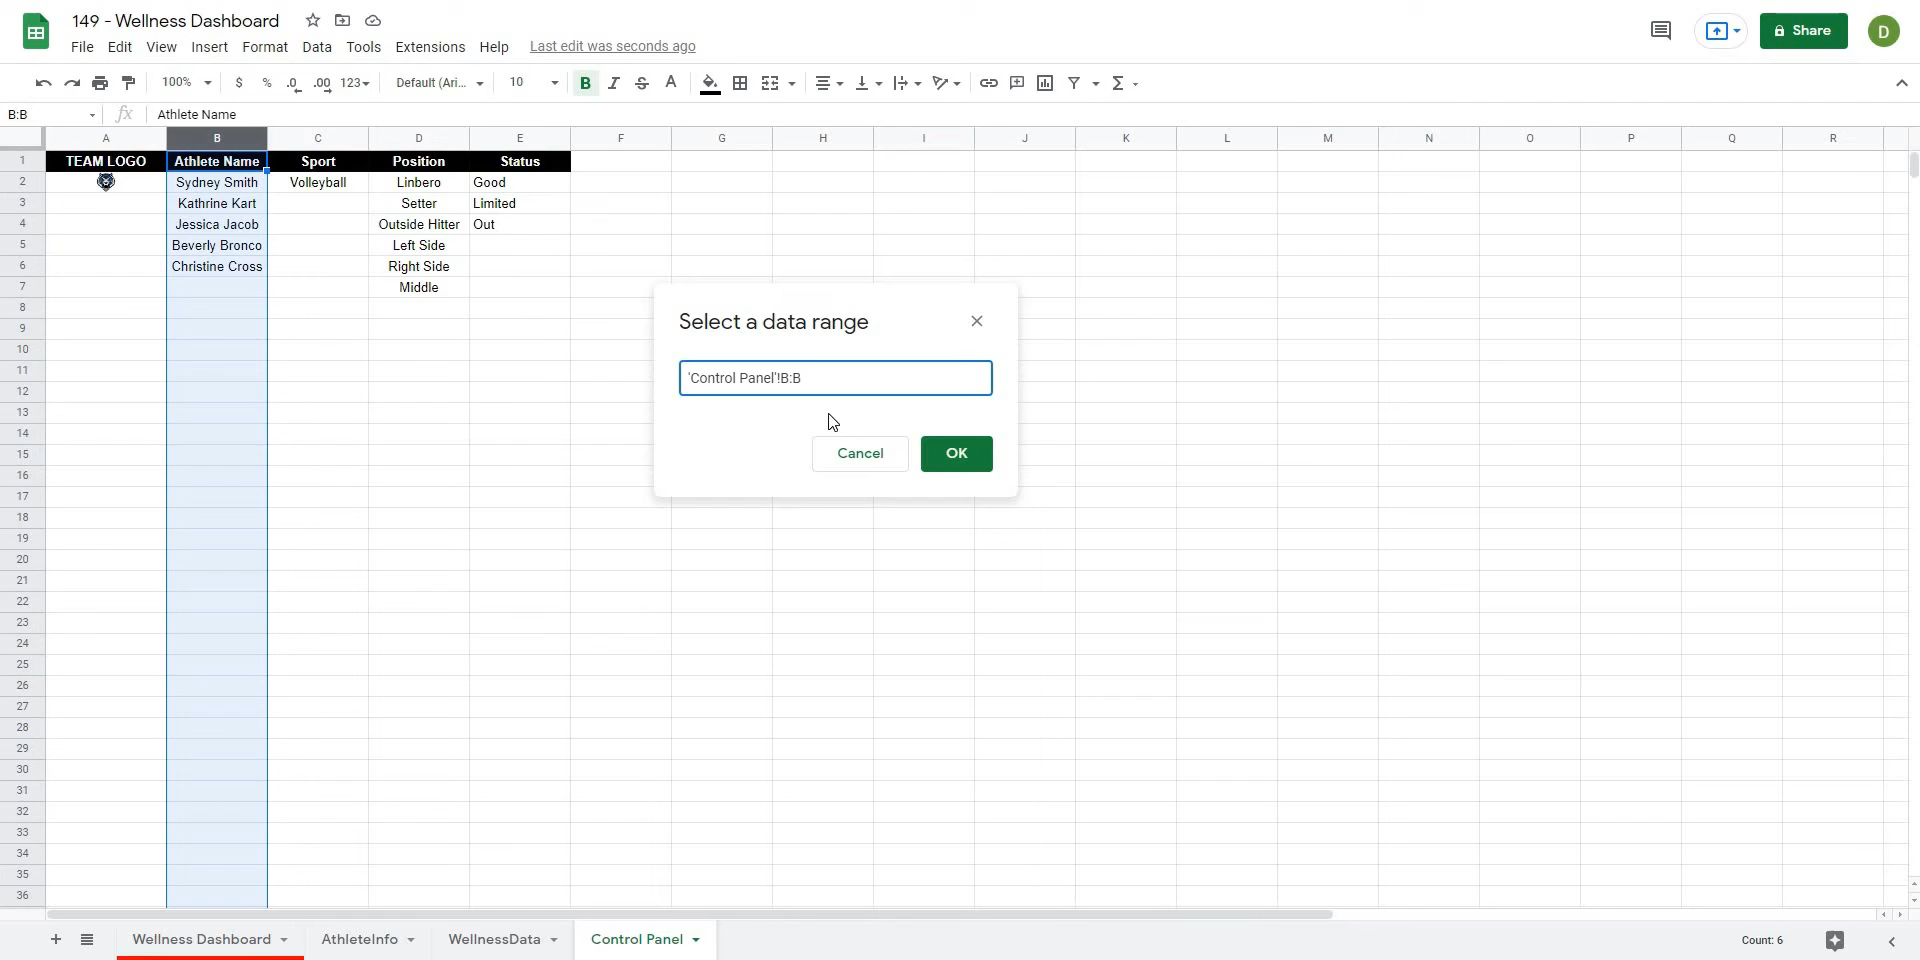 149 - Wellness Dashboard
File Edit View Insert Format Data Tools Extensions Help Last edit was seconds ago
Share
D
100% $ % .0 .00 123 Default (Ari... 10 B I S A
B:B fx Athlete Name
A B C D E F G H I J K L M N O P Q R
1 TEAM LOGO Athlete Name Sport Position Status
2 Sydney Smith Volleyball Linbero Good
3 Kathrine Kart Setter Limited
4 Jessica Jacob Outside Hitter Out
5 Beverly Bronco Left Side
6 Christine Cross Right Side
7 Middle
8
9
10
11
12
13
14
15
16
17
18
19
20
21
22
23
24
25
26
27
28
29
30
31
32
33
34
35
36
Select a data range
'Control Panel'!B:B
Cancel OK
Wellness Dashboard AthleteInfo WellnessData Control Panel Count: 6